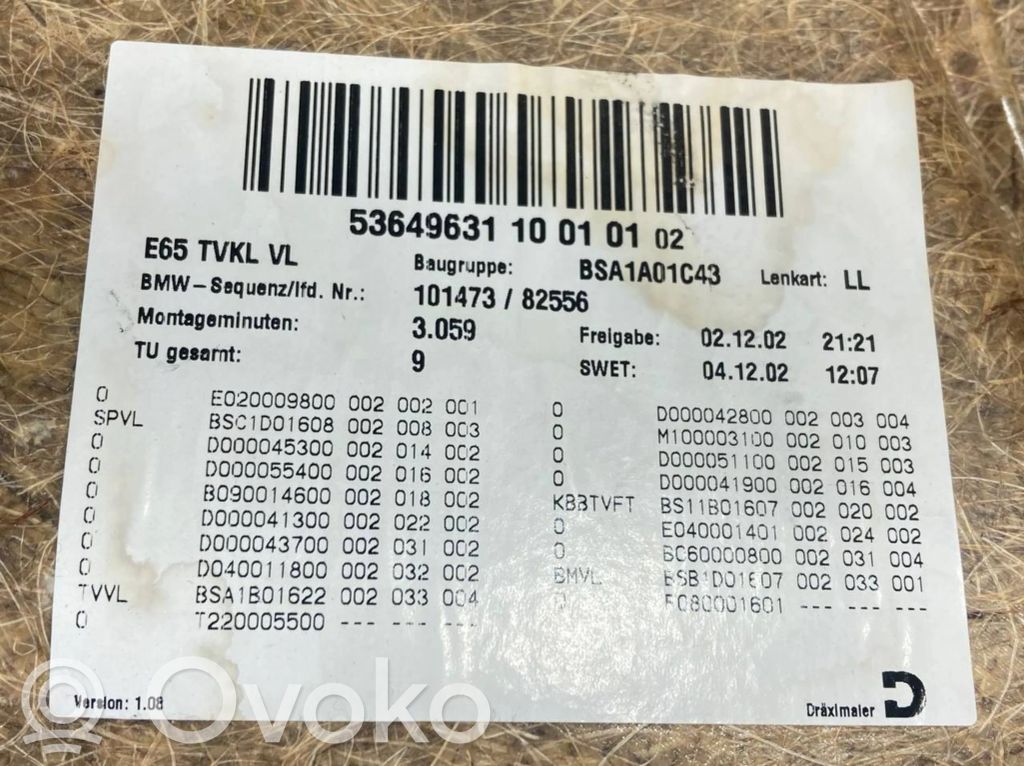 53649631 10 01 01 02
E65 TVKL VL Baugruppe: BSA1A01C43 Lenkart: LL
BMW-Sequenz/lfd. Nr.: 101473 / 82556
Montageminuten: 3.059 Freigabe: 02.12.02 21:21
TU gesamt: 9 SWET: 04.12.02 12:07
0 E020009800 002 002 001 0 D000042800 002 003 004
SPVL BSC1D01608 002 008 003 0 M100003100 002 010 003
0 D000045300 002 014 002 0 D000051100 002 015 003
0 D000055400 002 016 002 0 D000041900 002 016 004
0 B090014600 002 018 002 KBBTVFT BS11B01607 002 020 002
0 D000041300 002 022 002 0 E040001401 002 024 002
0 D000043700 002 031 002 0 BC60000800 002 031 004
0 D040011800 002 032 002 BMVL BSB1D01607 002 033 001
TVVL BSA1B01622 002 033 004 0 F080001601 --- --- ---
0 T220005500 --- --- ---
Version: 1.08 Dräxlmaier D
Ovoko